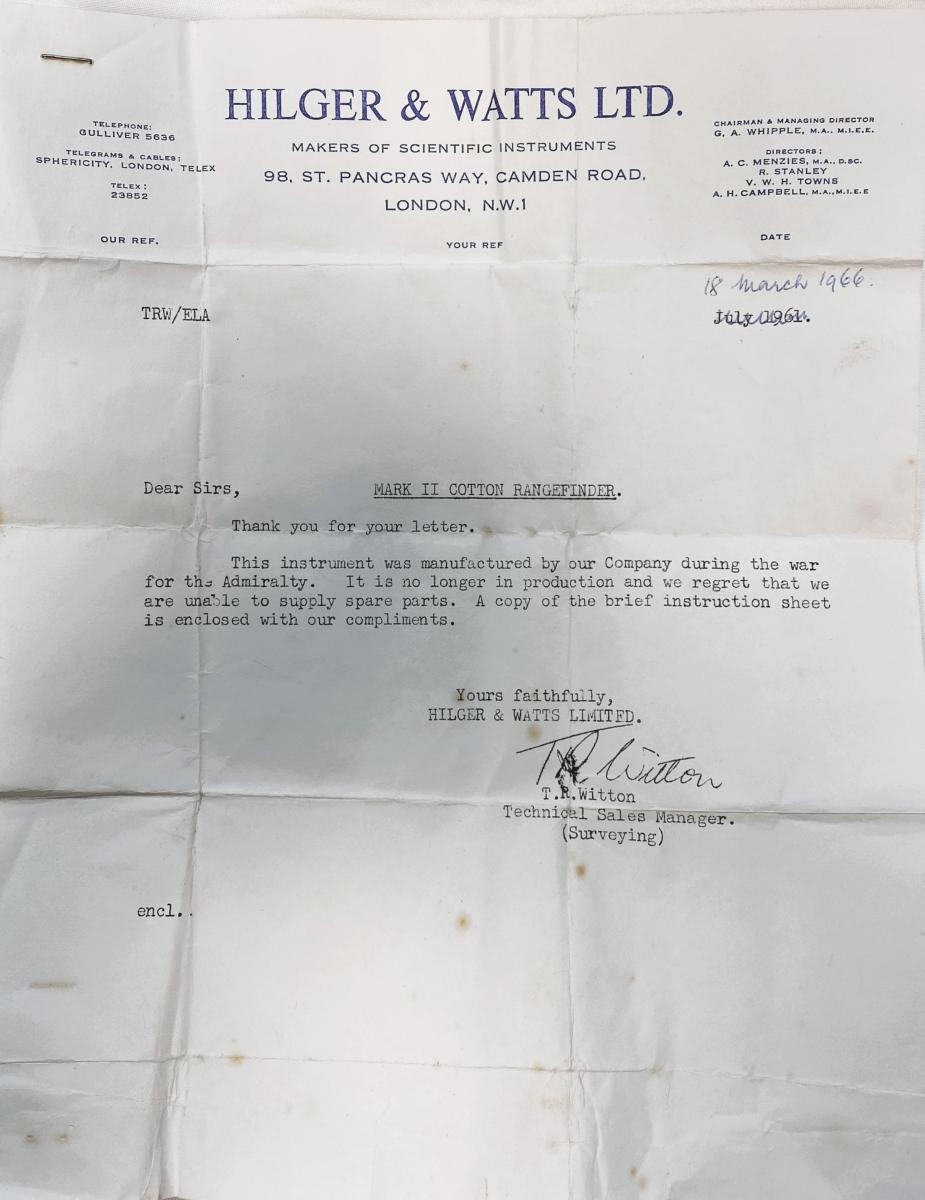 HILGER & WATTS LTD.
MAKERS OF SCIENTIFIC INSTRUMENTS
98, ST. PANCRAS WAY, CAMDEN ROAD,
LONDON, N.W.1
TELEPHONE:
GULLIVER 5636
TELEGRAMS & CABLES:
SPHERICITY, LONDON, TELEX
TELEX:
23852
CHAIRMAN & MANAGING DIRECTOR
G. A. WHIPPLE, M.A., M.I.E.E.
DIRECTORS:
A. C. MENZIES, M.A., D.SC.
R. STANLEY
V. W. H. TOWNS
A. H. CAMPBELL, M.A., M.I.E.E
OUR REF.
YOUR REF
DATE
18 March 1966.
TRW/ELA
July 1961.
Dear Sirs,
MARK II COTTON RANGEFINDER.
Thank you for your letter.
This instrument was manufactured by our Company during the war
for the Admiralty. It is no longer in production and we regret that we
are unable to supply spare parts. A copy of the brief instruction sheet
is enclosed with our compliments.
Yours faithfully,
HILGER & WATTS LIMITED.
TR Witton
T.R.Witton
Technical Sales Manager.
(Surveying)
encl..